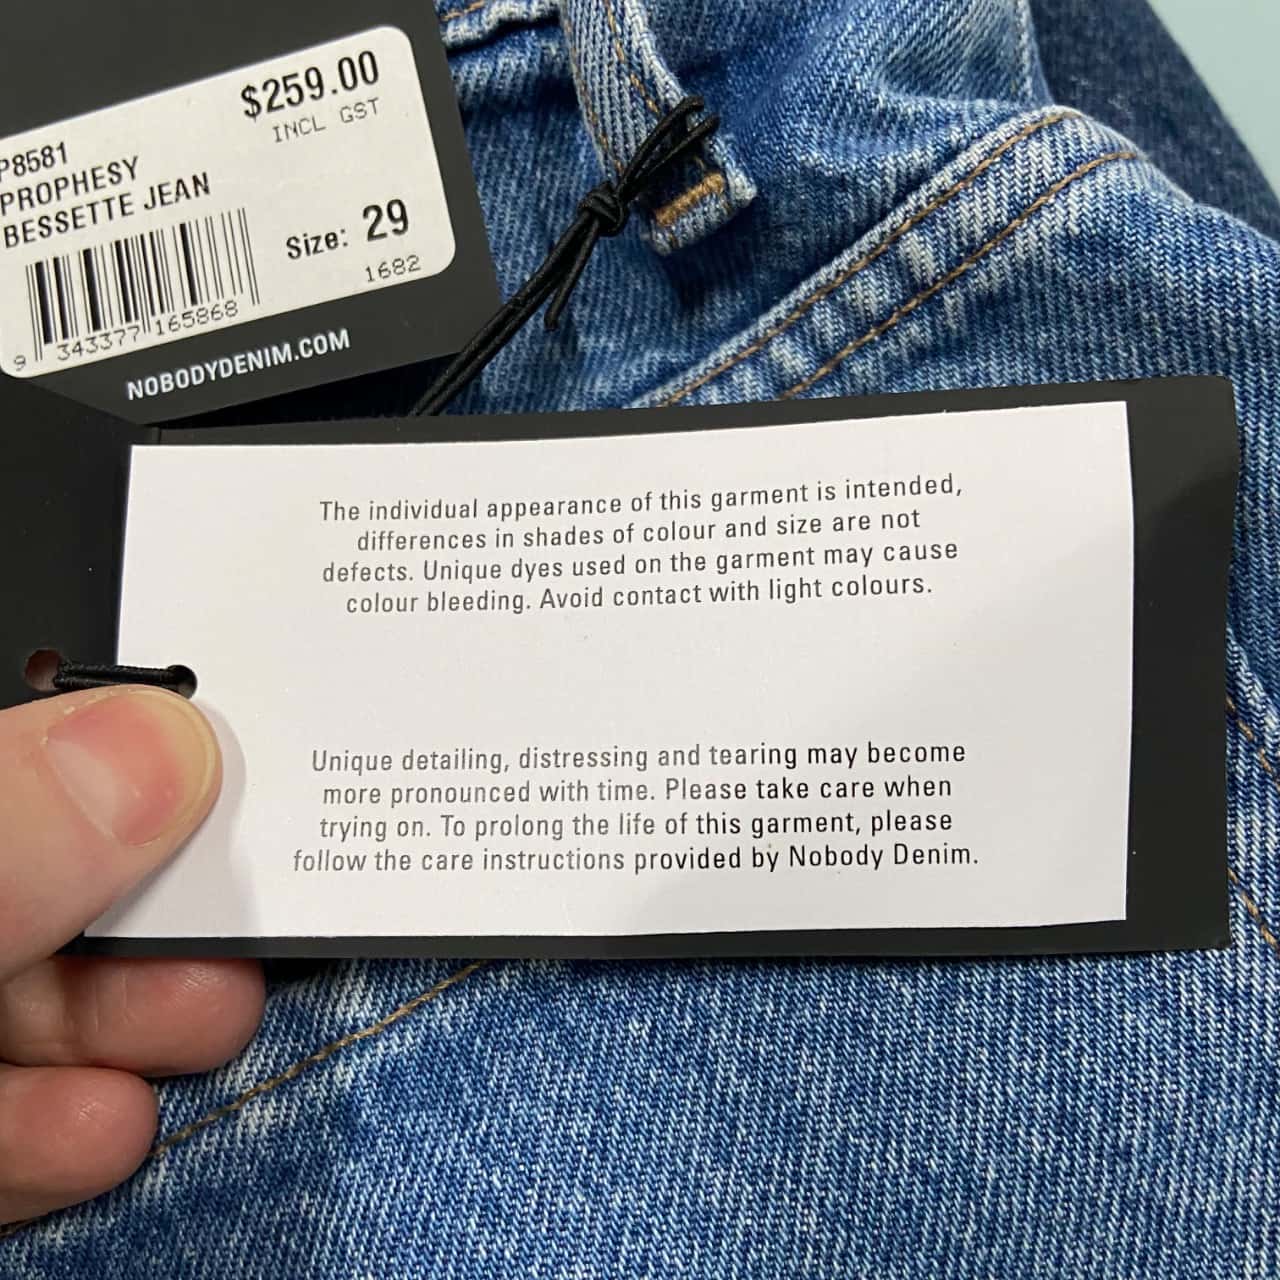 $259.00
INCL GST
P8581
PROPHESY
BESSETTE JEAN
Size: 29
1682
9 343377 165868
NOBODYDENIM.COM
The individual appearance of this garment is intended,
differences in shades of colour and size are not
defects. Unique dyes used on the garment may cause
colour bleeding. Avoid contact with light colours.
Unique detailing, distressing and tearing may become
more pronounced with time. Please take care when
trying on. To prolong the life of this garment, please
follow the care instructions provided by Nobody Denim.